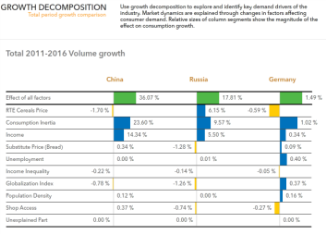 GROWTH DECOMPOSITION
Total period growth comparison
Use growth decomposition to explore and identify key demand drivers of the
industry. Market dynamics are explained through changes in factors affecting
consumer demand. Relative sizes of column segments show the magnitude of the
effect on consumption growth.
Total 2011-2016 Volume growth
China Russia Germany
Effect of all factors 36.07 % 17.81 % 1.49 %
RTE Cereals Price -1.70 % 6.15 % -0.59 %
Consumption Inertia 23.60 % 9.57 % 1.02 %
Income 14.34 % 5.50 % 0.34 %
Substitute Price (Bread) 0.34 % -1.28 % 0.09 %
Unemployment 0.00 % 0.01 % 0.40 %
Income Inequality -0.22 % -0.14 % -0.05 %
Globalization Index -0.78 % -1.26 % 0.37 %
Population Density 0.12 % 0.00 % 0.16 %
Shop Access 0.37 % -0.74 % -0.27 %
Unexplained Part 0.00 % 0.00 % 0.00 %